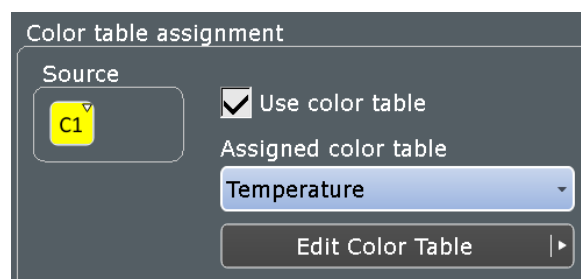 Color table assignment
Source
C1
Use color table
Assigned color table
Temperature
Edit Color Table